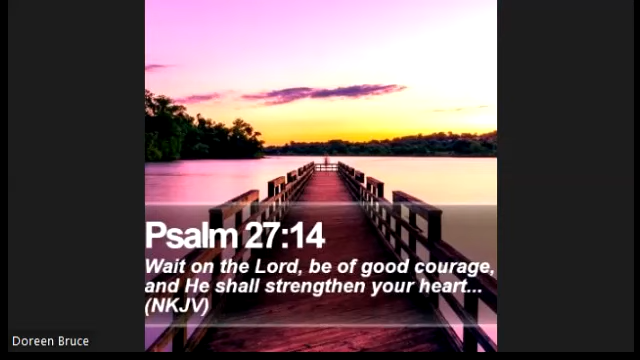 Psalm 27:14
Wait on the Lord, be of good courage,
and He shall strengthen your heart...
(NKJV)
Doreen Bruce